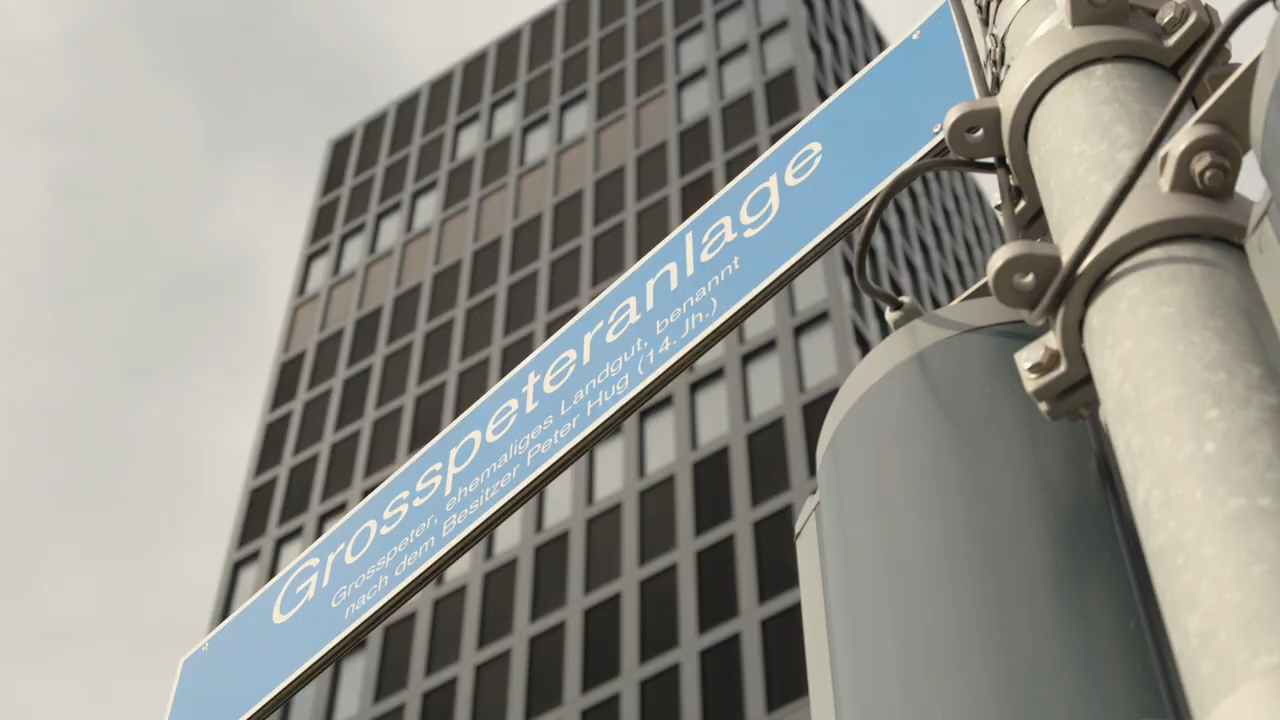 Grosspeteranlage
Grosspeter, ehemaliges Landgut, benannt
nach dem Besitzer Peter Hug (14. Jh.)